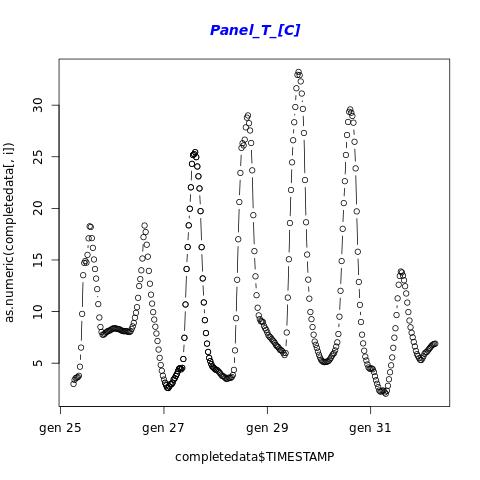 Panel_T_[C]
as.numeric(completedata[, i])
30
25
20
15
10
5
gen 25
gen 27
gen 29
gen 31
completedata$TIMESTAMP